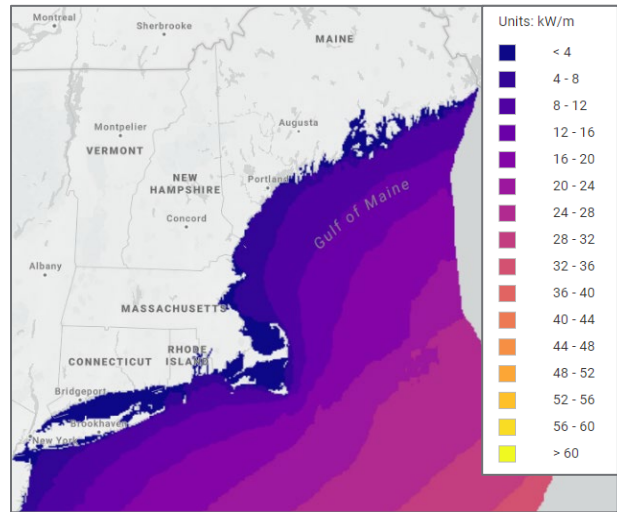 Montreal
Sherbrooke
MAINE
Augusta
Montpelier
VERMONT
NEW
HAMPSHIRE
Portland
Gulf of Maine
Concord
Albany
MASSACHUSETTS
RHODE
ISLAND
CONNECTICUT
Bridgeport
Brookhaven
New York
Units: kW/m
< 4
4 - 8
8 - 12
12 - 16
16 - 20
20 - 24
24 - 28
28 - 32
32 - 36
36 - 40
40 - 44
44 - 48
48 - 52
52 - 56
56 - 60
> 60